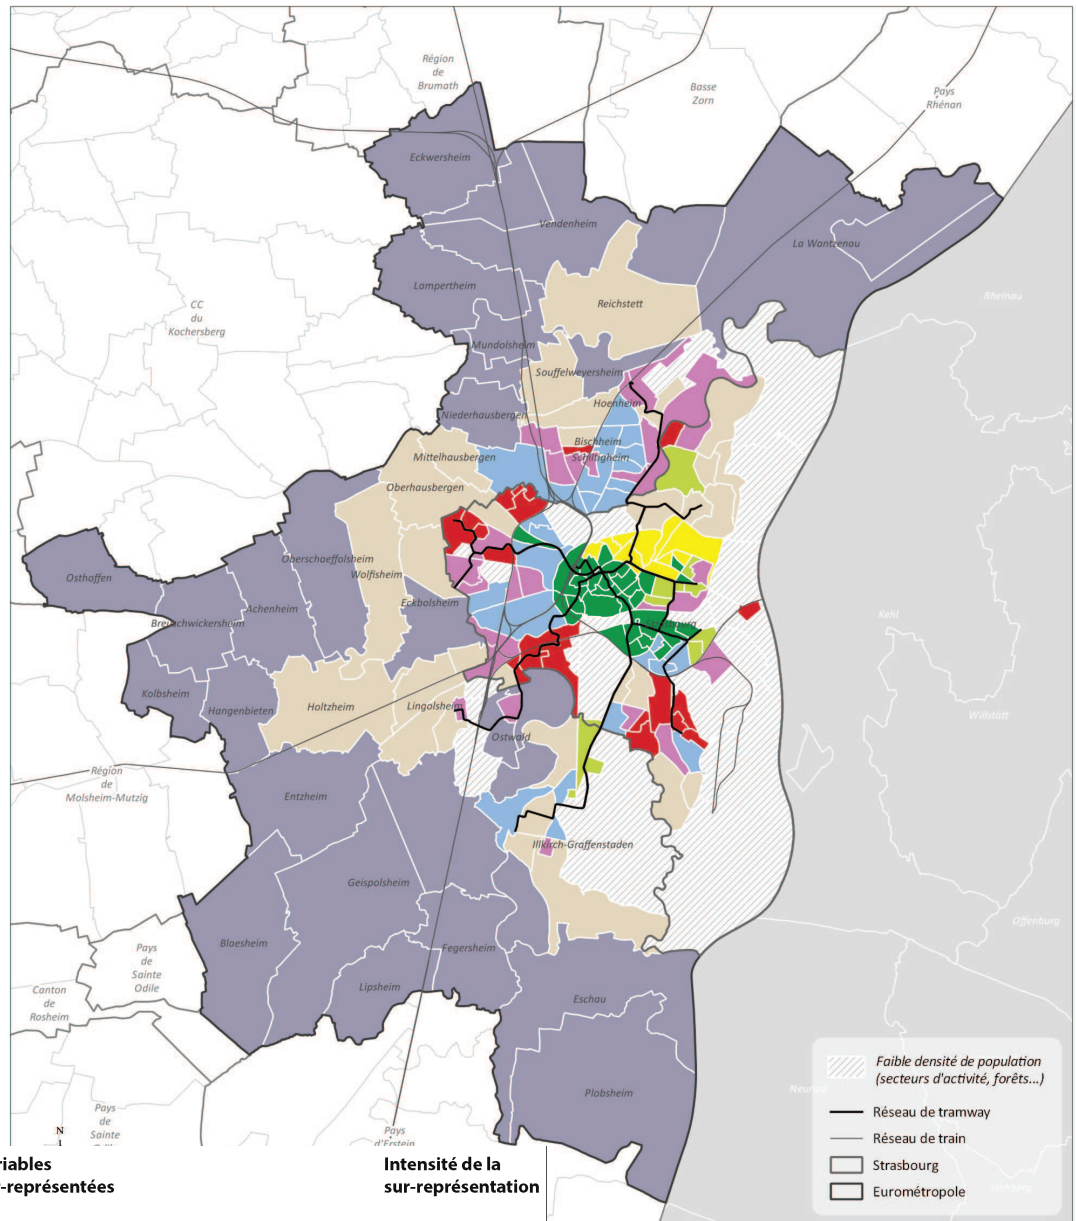 Région
de
Brumath
Basse
Zorn
Pays
Rhénan
Eckwersheim
Vendenheim
La Wantzenau
Lampertheim
Rheinau
CC
du
Kochersberg
Reichstett
Mundolsheim
Souffelweyersheim
Hoenheim
Niederhausbergen
Bischheim
Schiltigheim
Mittelhausbergen
Oberhausbergen
Oberschaeffolsheim
Wolfisheim
Osthoffen
Eckbolsheim
Achenheim
Breuschwickersheim
Strasbourg
Kehl
Kolbsheim
Hangenbieten
Holtzheim
Lingolsheim
Willstätt
Ostwald
Région
de
Molsheim-Mutzig
Entzheim
Illkirch-Graffenstaden
Geispolsheim
Offenburg
Blaesheim
Fegersheim
Pays
de
Sainte
Odile
Lipsheim
Canton
de
Rosheim
Eschau
Plobsheim
Faible densité de population
(secteurs d'activité, forêts...)
Réseau de tramway
Réseau de train
Strasbourg
Eurométropole
Pays
de
Sainte
N
Pays
d'Erstein
riables
r-représentées
Intensité de la
sur-représentation